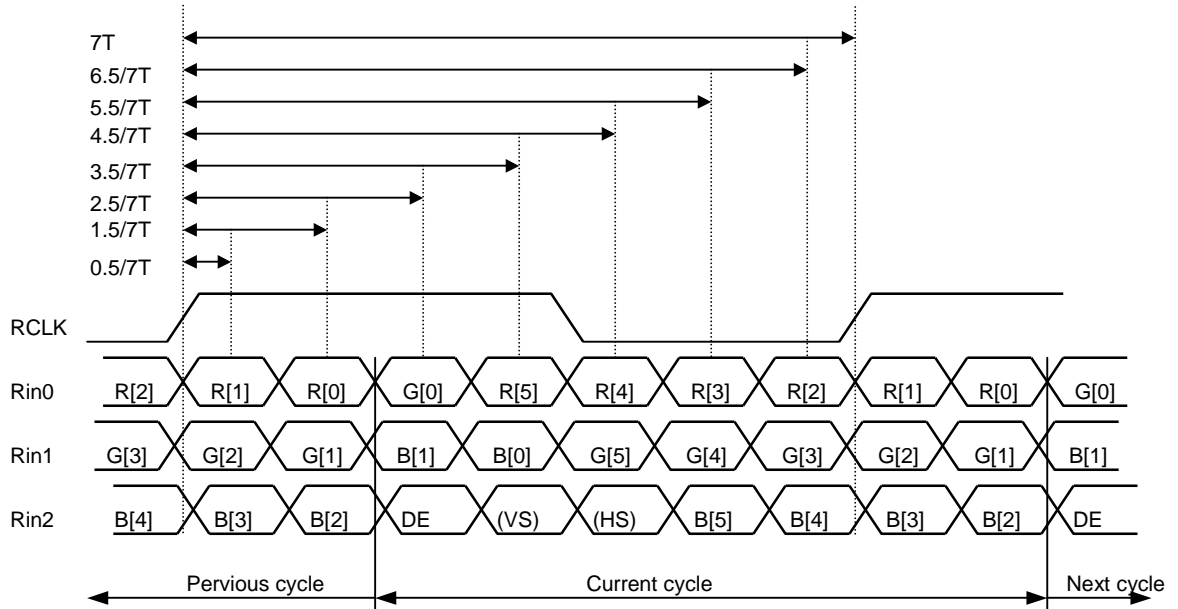 7T
6.5/7T
5.5/7T
4.5/7T
3.5/7T
2.5/7T
1.5/7T
0.5/7T
RCLK
Rin0 R[2] R[1] R[0] G[0] R[5] R[4] R[3] R[2] R[1] R[0] G[0]
Rin1 G[3] G[2] G[1] B[1] B[0] G[5] G[4] G[3] G[2] G[1] B[1]
Rin2 B[4] B[3] B[2] DE (VS) (HS) B[5] B[4] B[3] B[2] DE
Pervious cycle Current cycle Next cycle